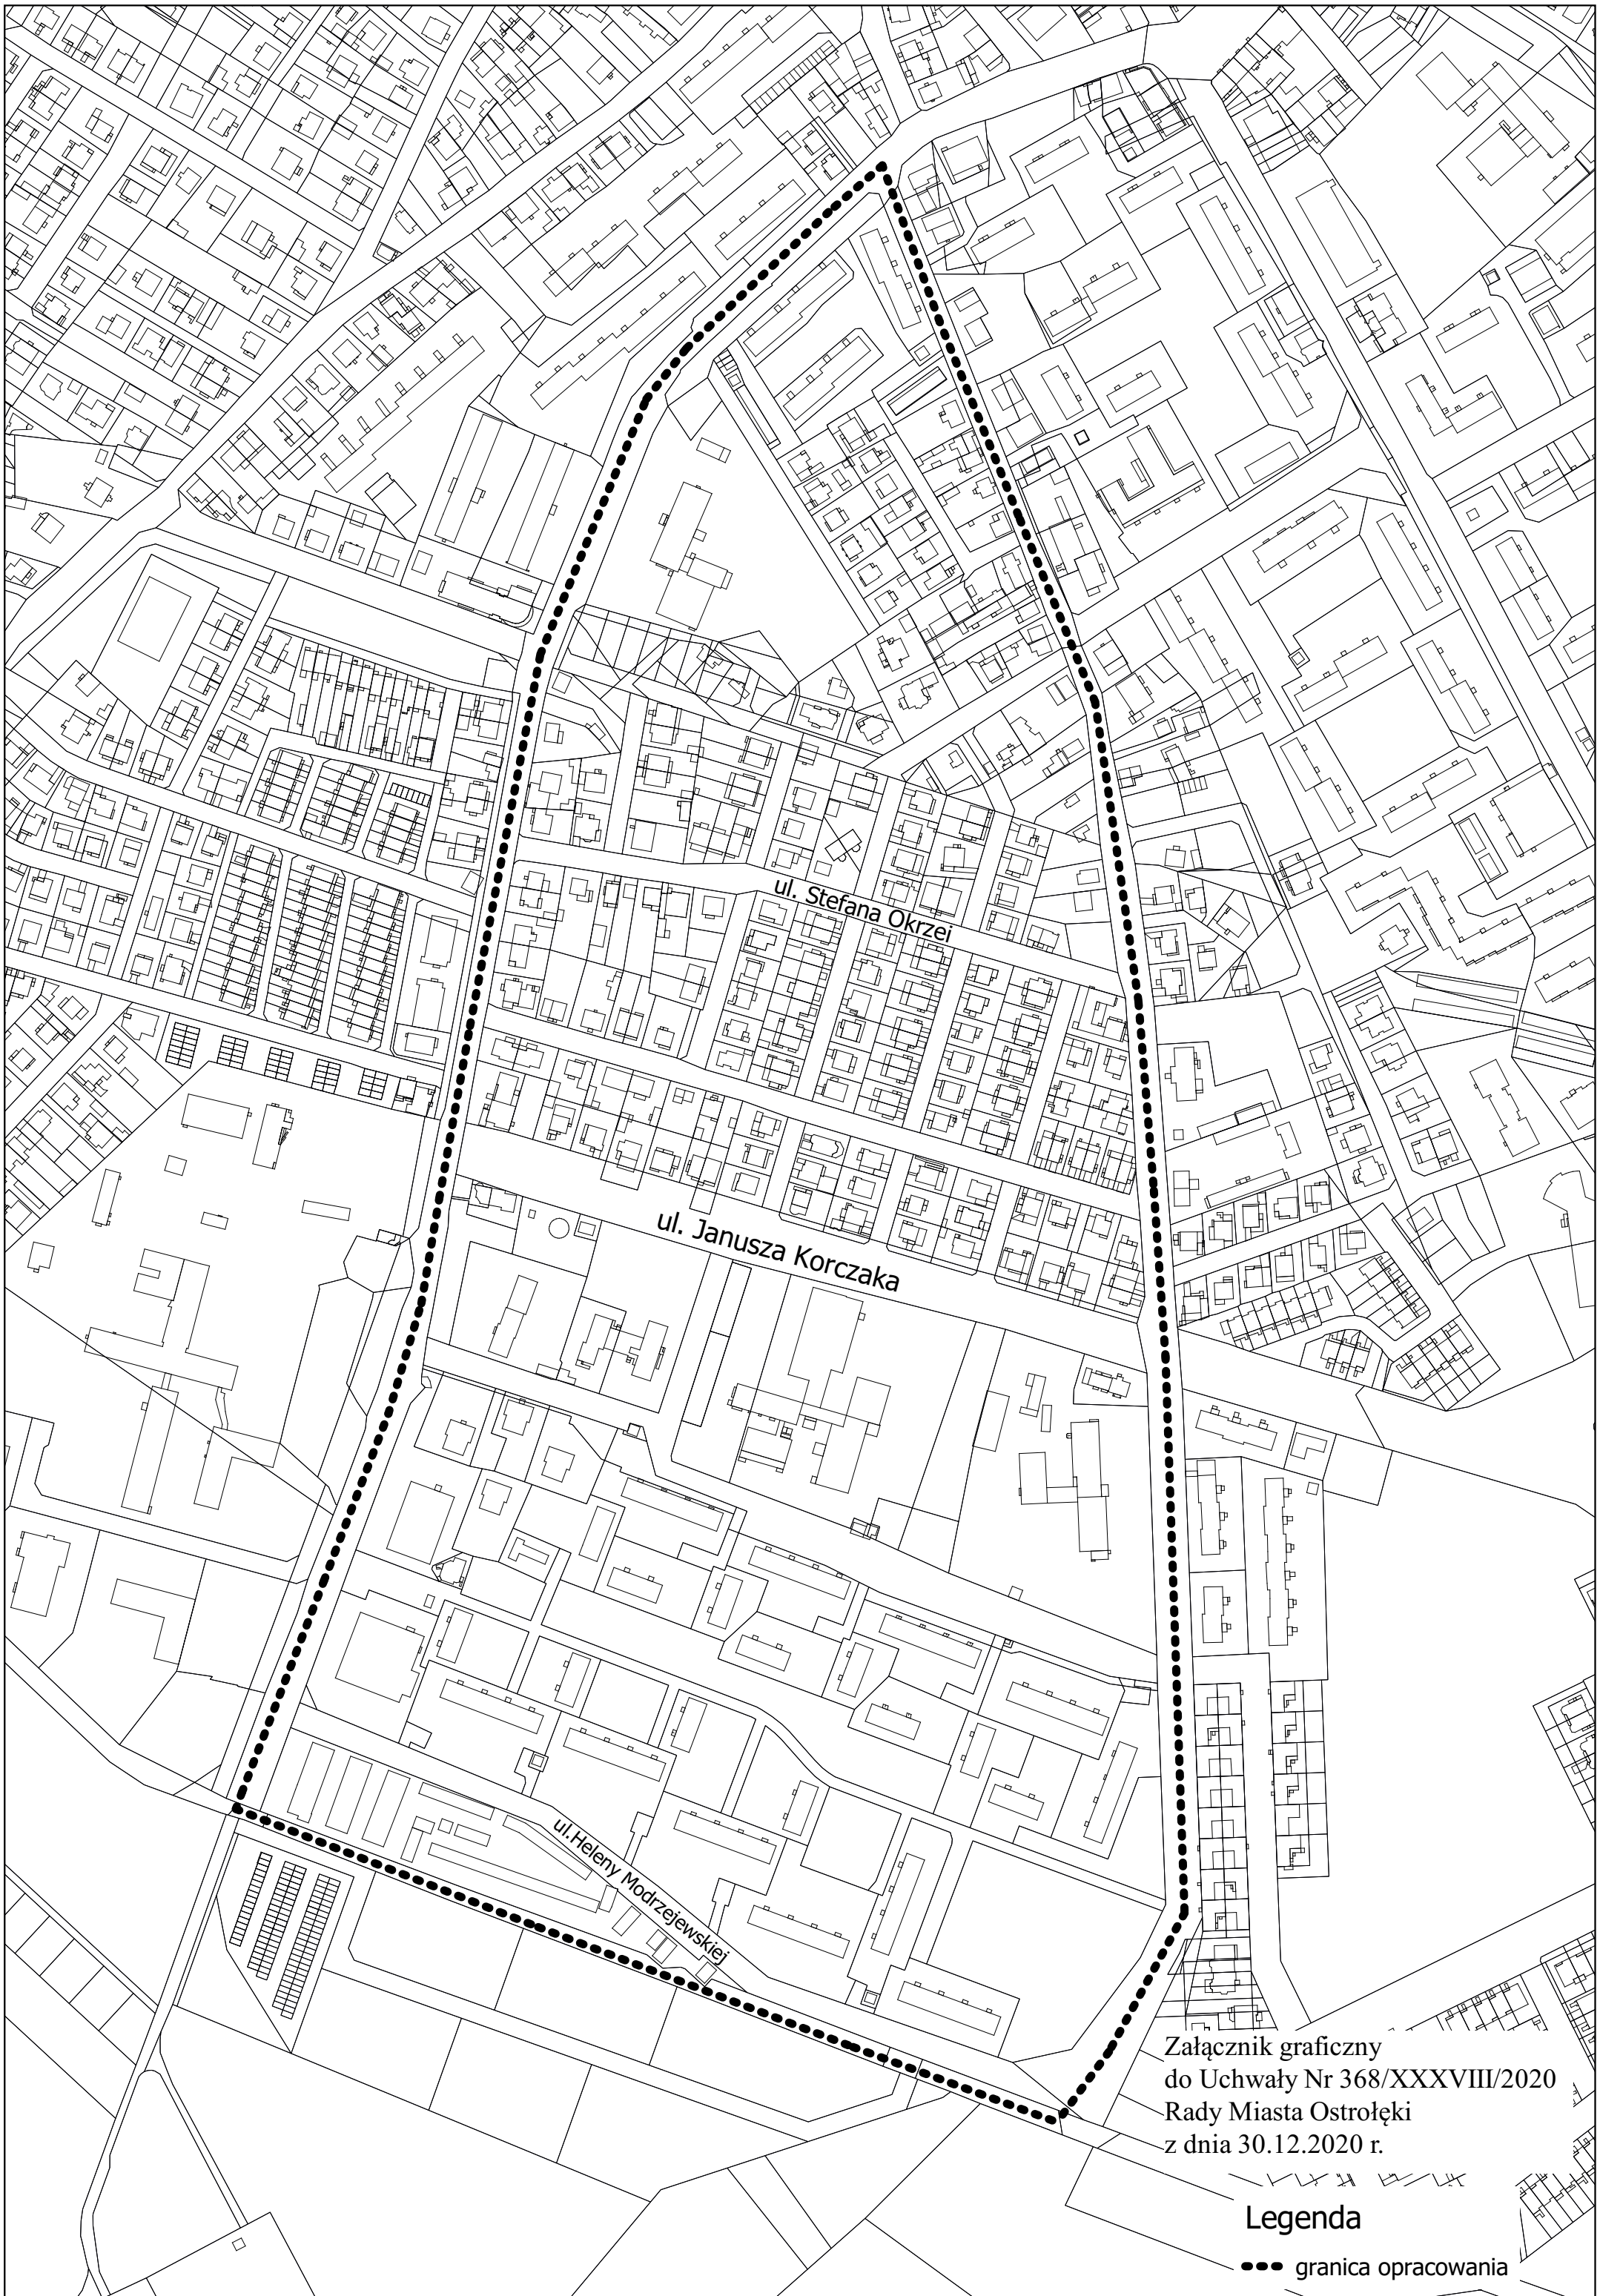 ul. Stefana Okrzei
ul. Janusza Korczaka
ul.Heleny Modrzejewskiej
Załącznik graficzny
do Uchwały Nr 368/XXXVIII/2020
Rady Miasta Ostrołęki
z dnia 30.12.2020 r.
Legenda
granica opracowania